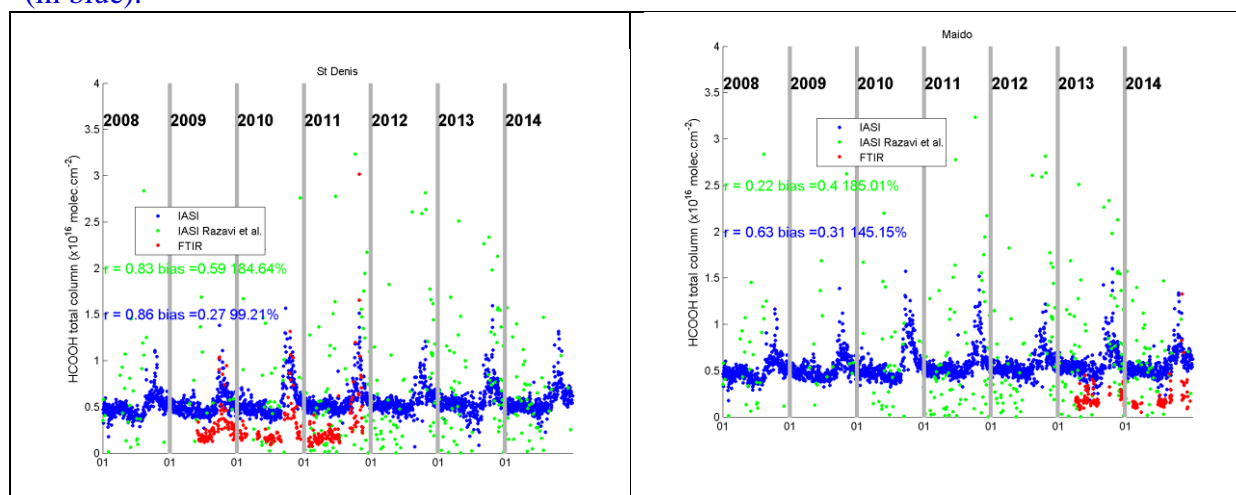 (in blue).
St Denis
4
3.5
3
2.5
2
1.5
1
0.5
0
HCOOH total column (x10^16 molec.cm^-2)
2008 2009 2010 2011 2012 2013 2014
IASI
IASI Razavi et al.
FTIR
r = 0.83 bias =0.59 184.64%
r = 0.86 bias =0.27 99.21%
01 01 01 01 01 01 01
Maido
4
3.5
3
2.5
2
1.5
1
0.5
0
HCOOH total column (x10^16 molec.cm^-2)
2008 2009 2010 2011 2012 2013 2014
IASI
IASI Razavi et al.
FTIR
r = 0.22 bias =0.4 185.01%
r = 0.63 bias =0.31 145.15%
01 01 01 01 01 01 01